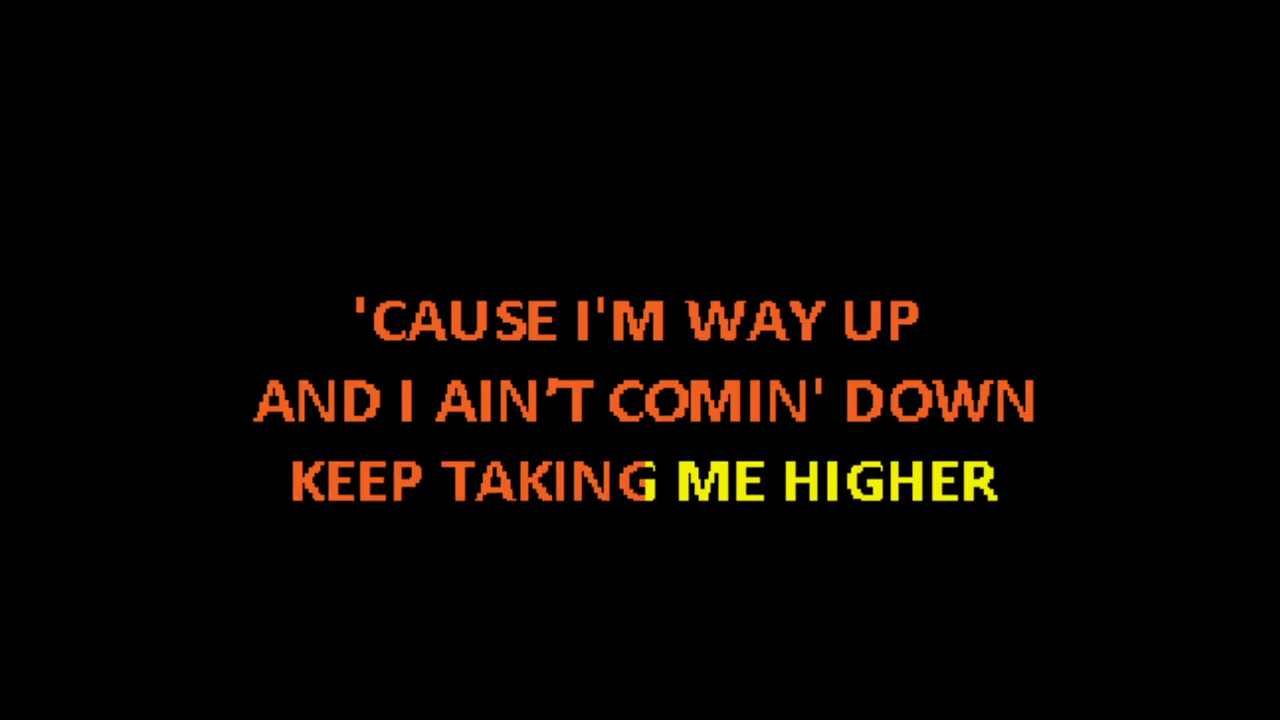 'CAUSE I'M WAY UP
AND I AIN’T COMIN' DOWN
KEEP TAKING ME HIGHER